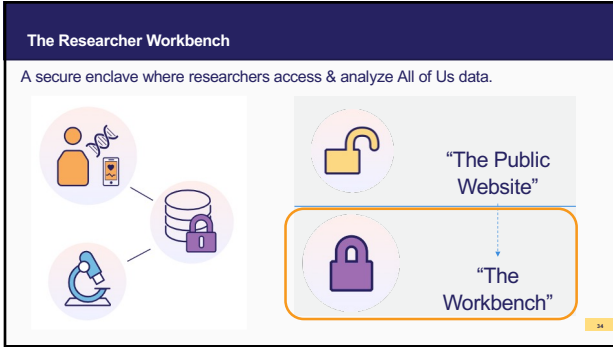 The Researcher Workbench
A secure enclave where researchers access & analyze All of Us data.
“The Public
Website”
“The
Workbench”
34